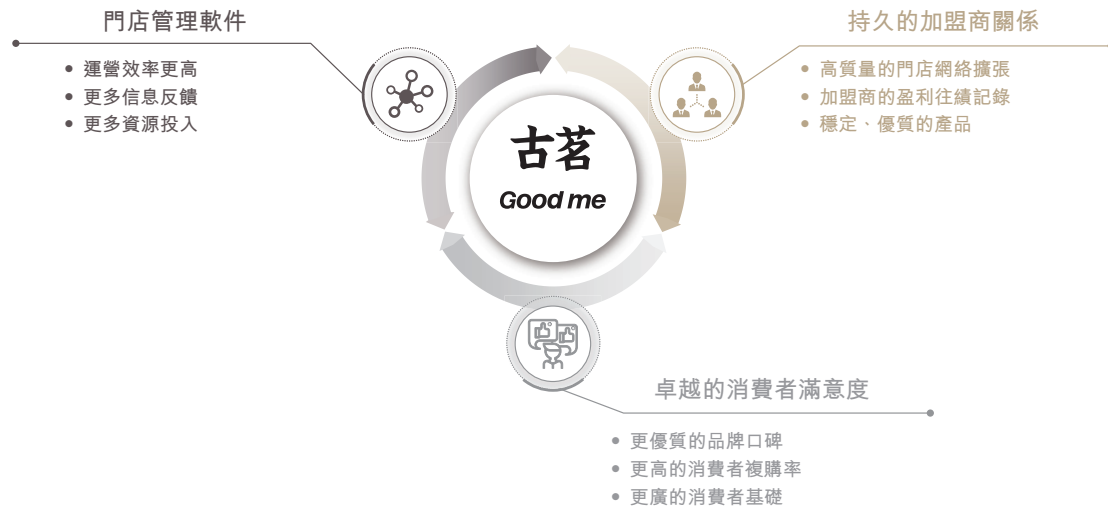 門店管理軟件
運營效率更高
更多信息反饋
更多資源投入
持久的加盟商關係
高質量的門店網絡擴張
加盟商的盈利往績記錄
穩定、優質的產品
古茗
Good me
卓越的消費者滿意度
更優質的品牌口碑
更高的消費者複購率
更廣的消費者基礎